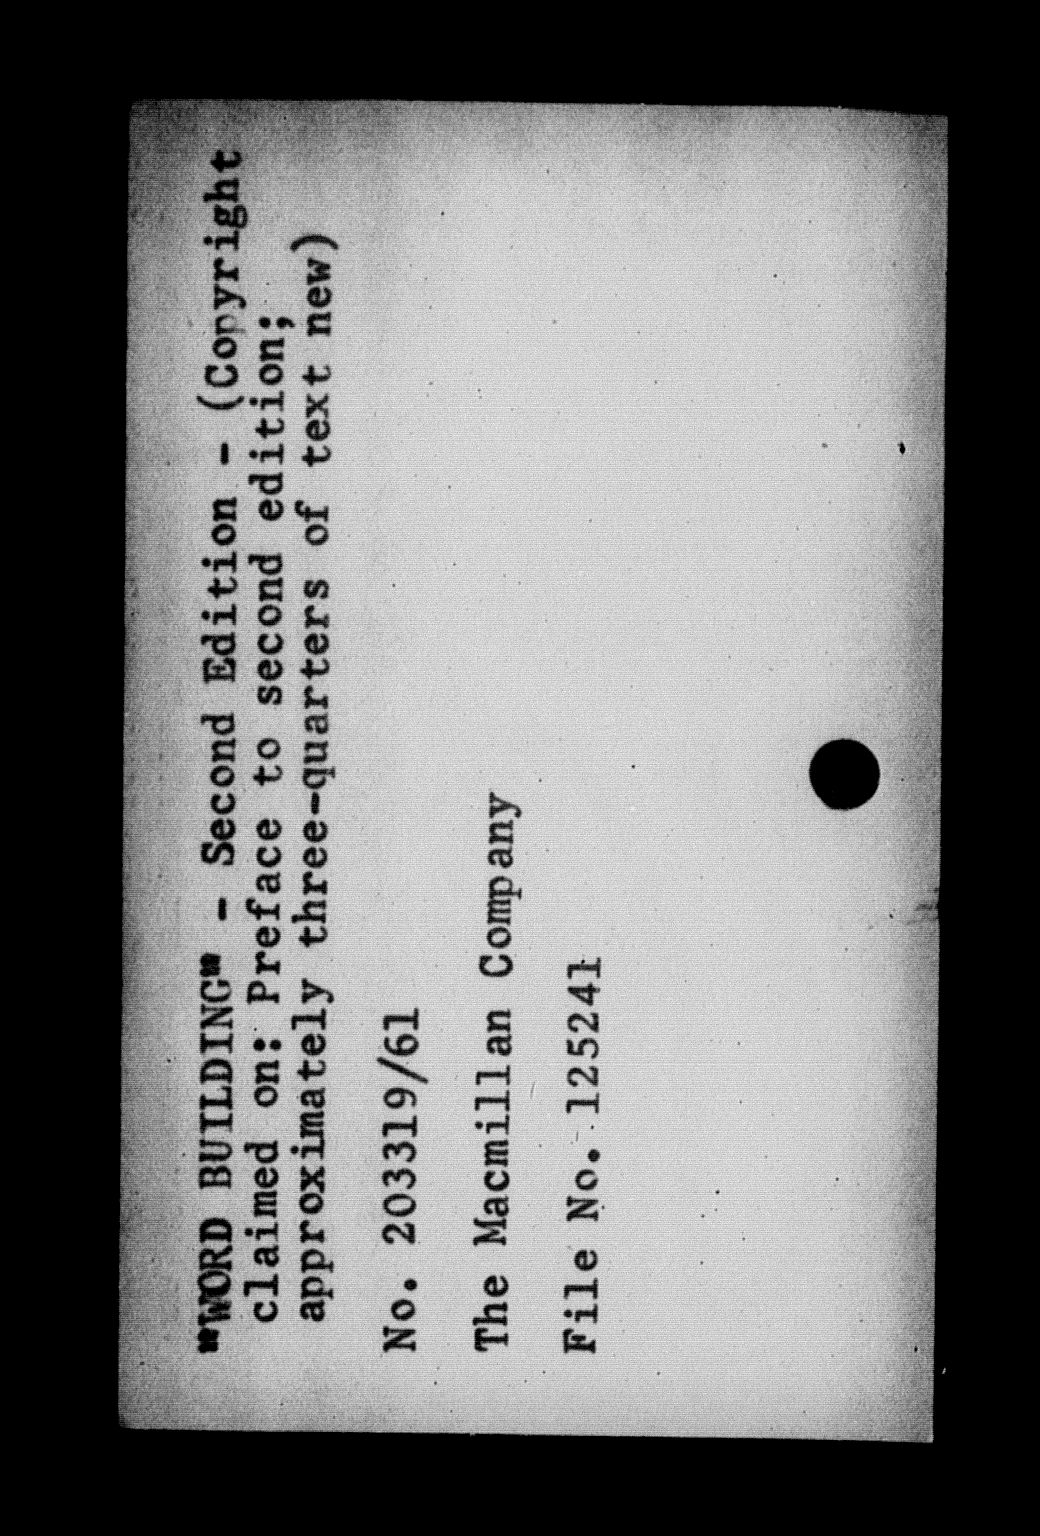 "WORD BUILDING" - Second Edition - (Copyright
claimed on: Preface to second edition;
approximately three-quarters of text new)
No. 203319/61
The Macmillan Company
File No. 125241